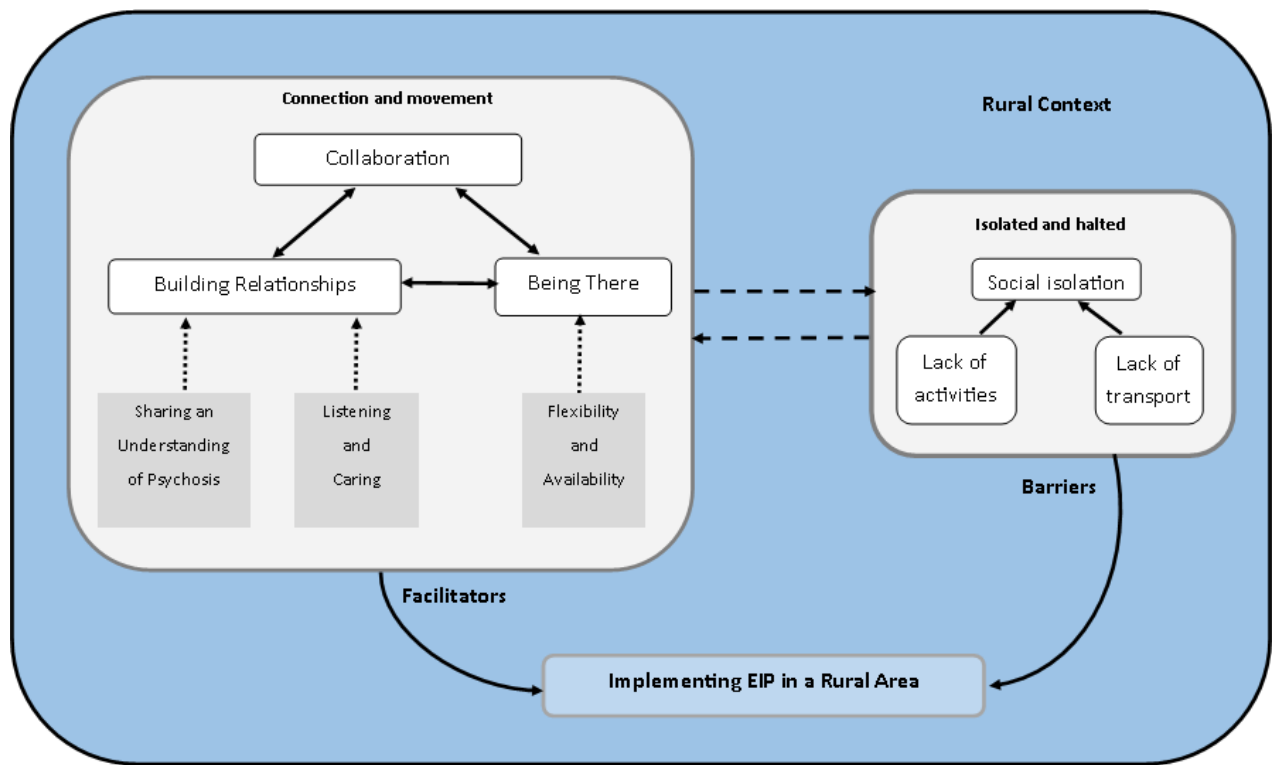 Connection and movement
Collaboration
Building Relationships
Being There
Sharing an
Understanding
of Psychosis
Listening
and
Caring
Flexibility
and
Availability
Facilitators
Rural Context
Isolated and halted
Social isolation
Lack of
activities
Lack of
transport
Barriers
Implementing EIP in a Rural Area